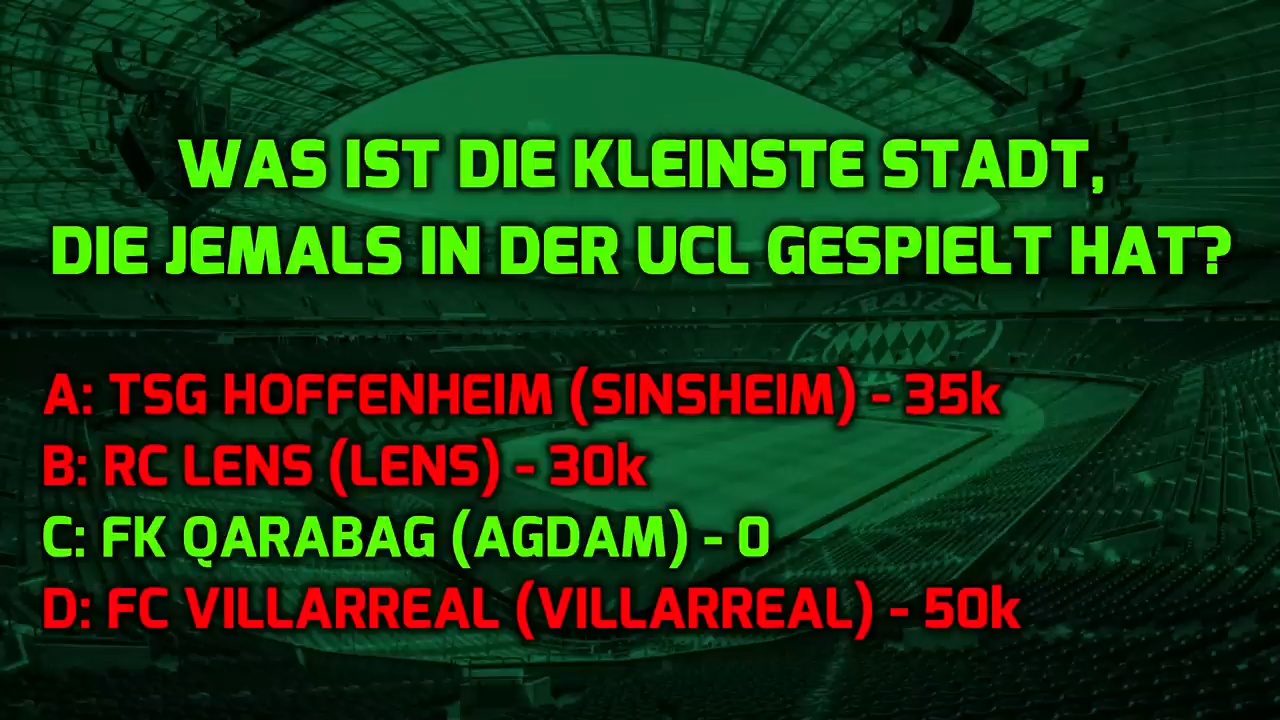 WAS IST DIE KLEINSTE STADT,
DIE JEMALS IN DER UCL GESPIELT HAT?
BAYERN
A: TSG HOFFENHEIM (SINSHEIM) - 35k
B: RC LENS (LENS) - 30k
C: FK QARABAG (AGDAM) - 0
D: FC VILLARREAL (VILLARREAL) - 50k